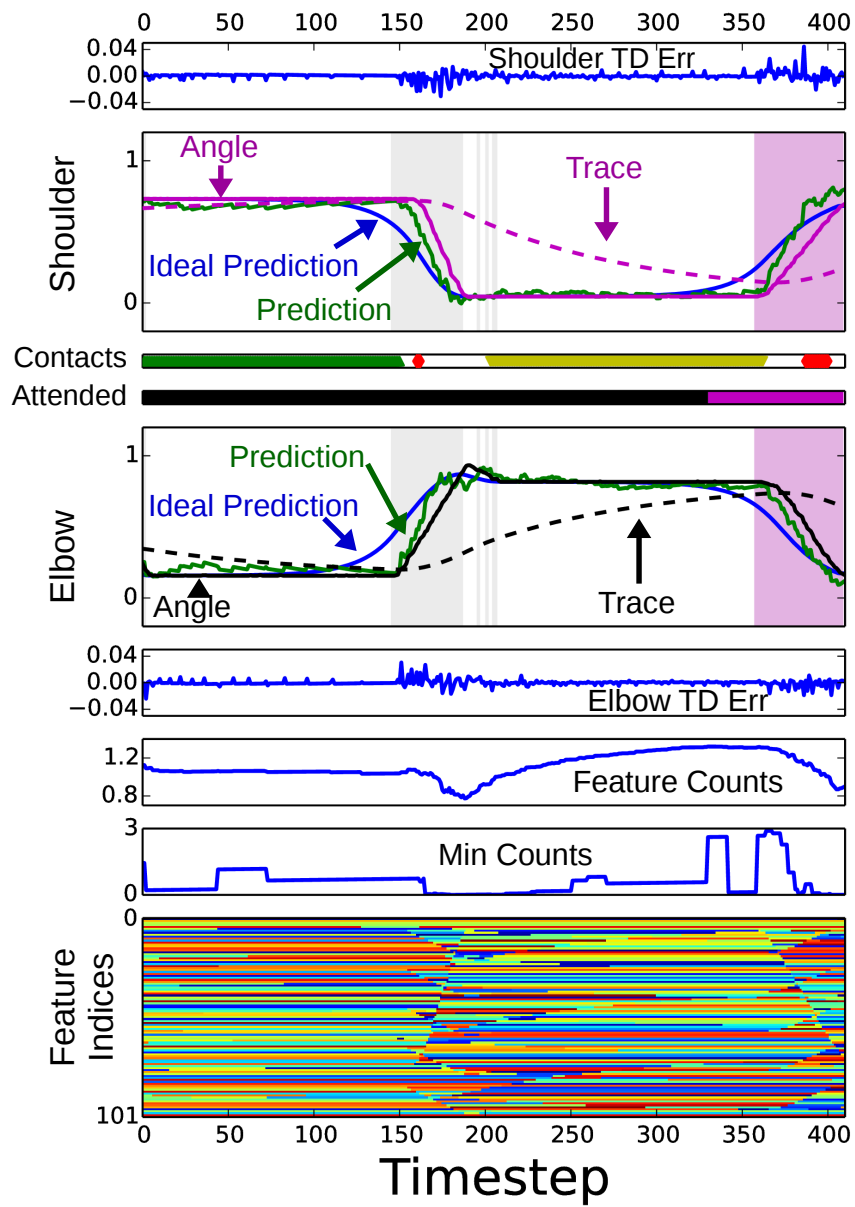 0 50 100 150 200 250 300 350 400
0.04
0.00
−0.04
Shoulder TD Err
Shoulder
1
0
Angle
Trace
Ideal Prediction
Prediction
Contacts
Attended
Elbow
1
0
Prediction
Ideal Prediction
Angle
Trace
0.04
0.00
−0.04
Elbow TD Err
1.2
0.8
Feature Counts
3
0
Min Counts
Feature
Indices
0
101
0 50 100 150 200 250 300 350 400
Timestep